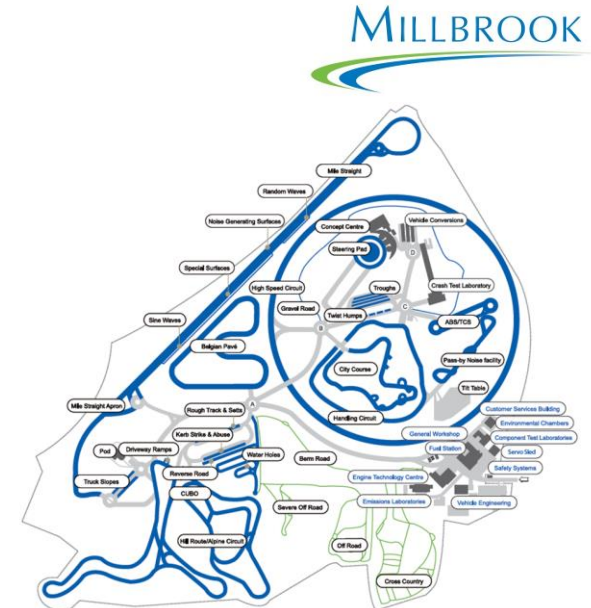 MILLBROOK
Mile Straight
Random Waves
Noise Generating Surfaces
Concept Centre
Vehicle Conversions
Steering Pad
D
Special Surfaces
High Speed Circuit
Troughs
Crash Test Laboratory
Gravel Road
Twist Humps
C
Sine Waves
B
ABS/TCS
Belgian Pavé
City Course
Pass-by Noise facility
Tilt Table
Mile Straight Apron
Rough Track & Setts
A
Handling Circuit
Customer Services Building
Environmental Chambers
Kerb Strike & Abuse
General Workshop
Component Test Laboratories
Pod
Driveway Ramps
Water Holes
Berm Road
Fuel Station
Servo Sled
Safety Systems
Truck Slopes
Reverse Road
Engine Technology Centre
CUBO
Emissions Laboratories
Vehicle Engineering
Severe Off Road
Hill Route/Alpine Circuit
Off Road
Cross Country